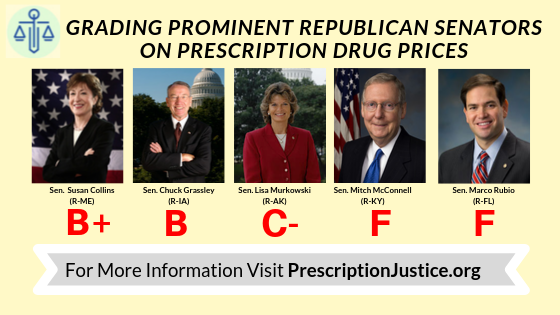 GRADING PROMINENT REPUBLICAN SENATORS
ON PRESCRIPTION DRUG PRICES
Sen. Susan Collins
(R-ME)
B+
Sen. Chuck Grassley
(R-IA)
B
Sen. Lisa Murkowski
(R-AK)
C-
Sen. Mitch McConnell
(R-KY)
F
Sen. Marco Rubio
(R-FL)
F
For More Information Visit PrescriptionJustice.org